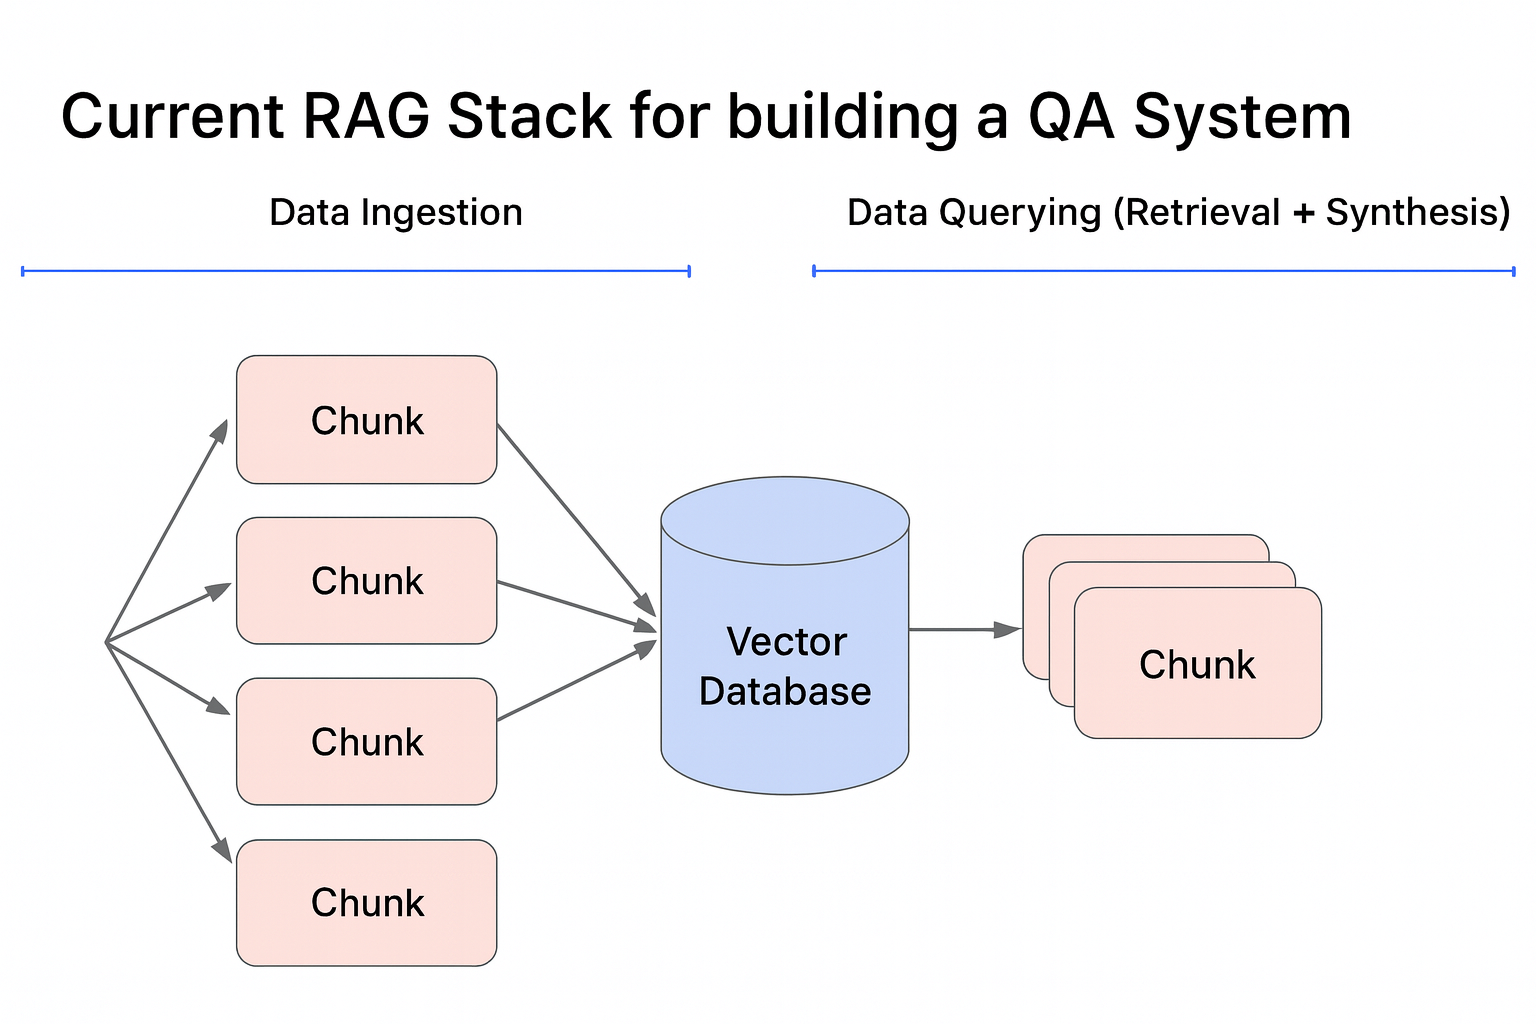 Current RAG Stack for building a QA System
Data Ingestion
Data Querying (Retrieval + Synthesis)
Chunk
Chunk
Chunk
Chunk
Vector
Database
Chunk